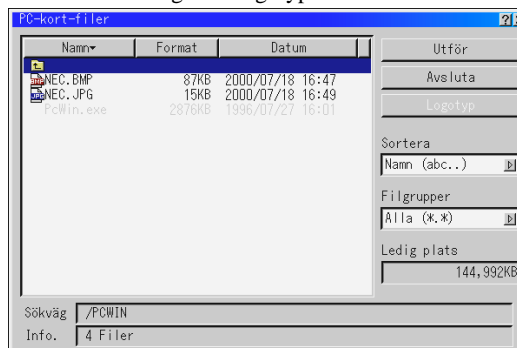 PC-kort-filer
Namn Format Datum
NEC.BMP 87KB 2000/07/18 16:47
NEC.JPG 15KB 2000/07/18 16:49
PcWin.exe 2876KB 1996/07/27 16:01
Utför
Avsluta
Logotyp
Sortera
Namn (abc..)
Filgrupper
Alla (*.*)
Ledig plats
144,992KB
Sökväg /PCWIN
Info. 4 Filer